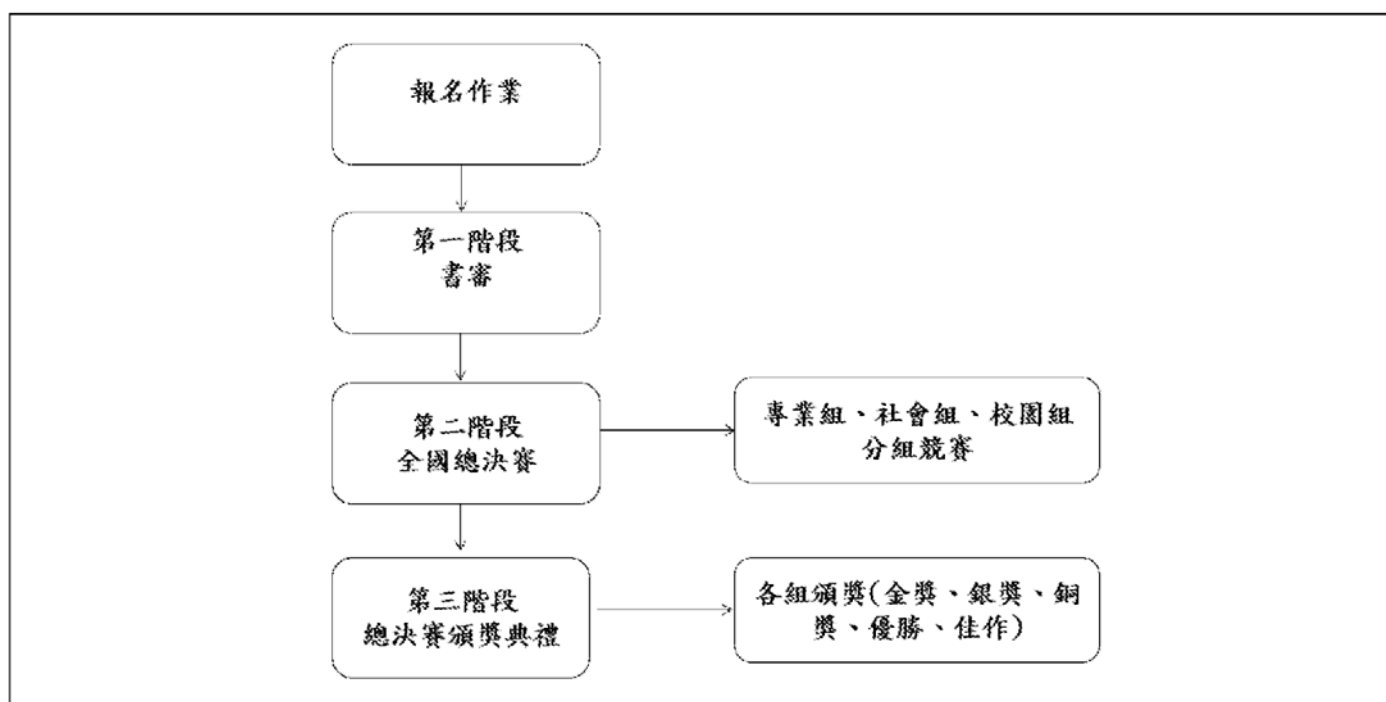 報名作業
第一階段
書審
第二階段
全國總決賽
專業組、社會組、校園組
分組競賽
第三階段
總決賽頒獎典禮
各組頒獎(金獎、銀獎、銅
獎、優勝、佳作)